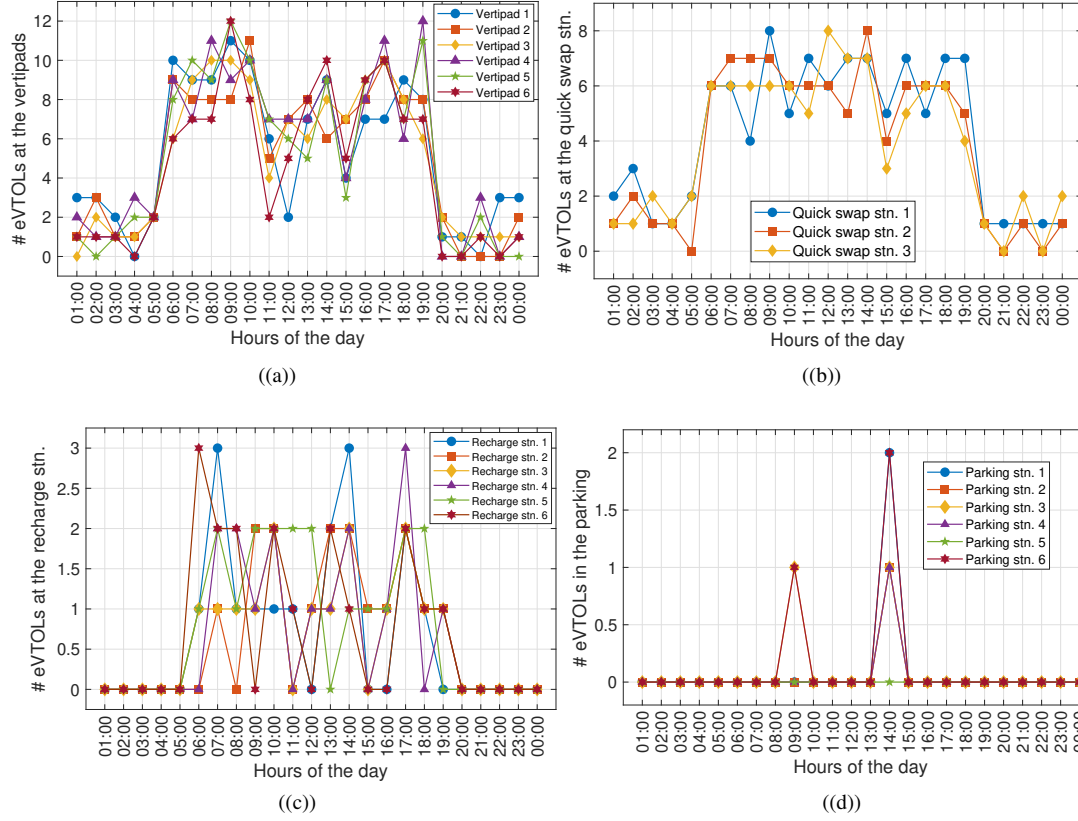 # eVTOLs at the vertipads
12
10
8
6
4
2
0
Vertipad 1
Vertipad 2
Vertipad 3
Vertipad 4
Vertipad 5
Vertipad 6
01:00 02:00 03:00 04:00 05:00 06:00 07:00 08:00 09:00 10:00 11:00 12:00 13:00 14:00 15:00 16:00 17:00 18:00 19:00 20:00 21:00 22:00 23:00 00:00
Hours of the day
((a))
# eVTOLs at the quick swap stn.
8
6
4
2
0
Quick swap stn. 1
Quick swap stn. 2
Quick swap stn. 3
01:00 02:00 03:00 04:00 05:00 06:00 07:00 08:00 09:00 10:00 11:00 12:00 13:00 14:00 15:00 16:00 17:00 18:00 19:00 20:00 21:00 22:00 23:00 00:00
Hours of the day
((b))
# eVTOLs at the recharge stn.
3
2.5
2
1.5
1
0.5
0
Recharge stn. 1
Recharge stn. 2
Recharge stn. 3
Recharge stn. 4
Recharge stn. 5
Recharge stn. 6
01:00 02:00 03:00 04:00 05:00 06:00 07:00 08:00 09:00 10:00 11:00 12:00 13:00 14:00 15:00 16:00 17:00 18:00 19:00 20:00 21:00 22:00 23:00 00:00
Hours of the day
((c))
# eVTOLs in the parking
2
1.5
1
0.5
0
Parking stn. 1
Parking stn. 2
Parking stn. 3
Parking stn. 4
Parking stn. 5
Parking stn. 6
01:00 02:00 03:00 04:00 05:00 06:00 07:00 08:00 09:00 10:00 11:00 12:00 13:00 14:00 15:00 16:00 17:00 18:00 19:00 20:00 21:00 22:00 23:00
Hours of the day
((d))